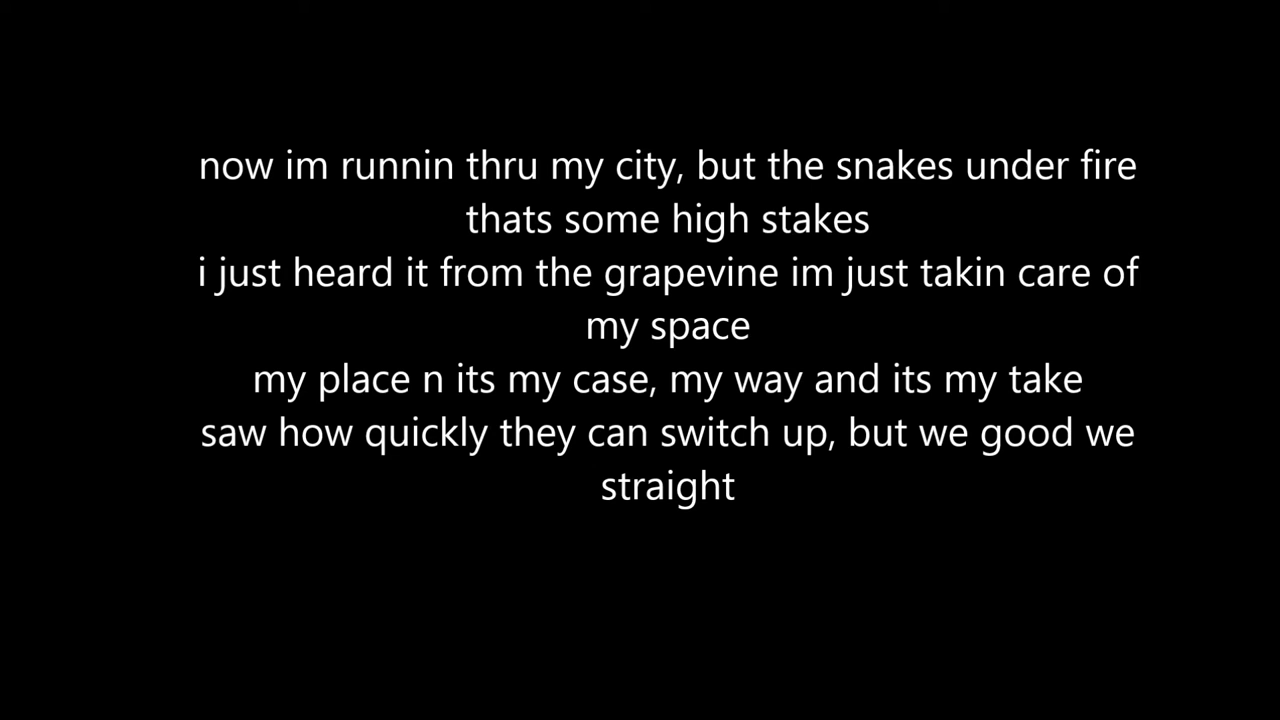 now im runnin thru my city, but the snakes under fire
thats some high stakes
i just heard it from the grapevine im just takin care of
my space
my place n its my case, my way and its my take
saw how quickly they can switch up, but we good we
straight